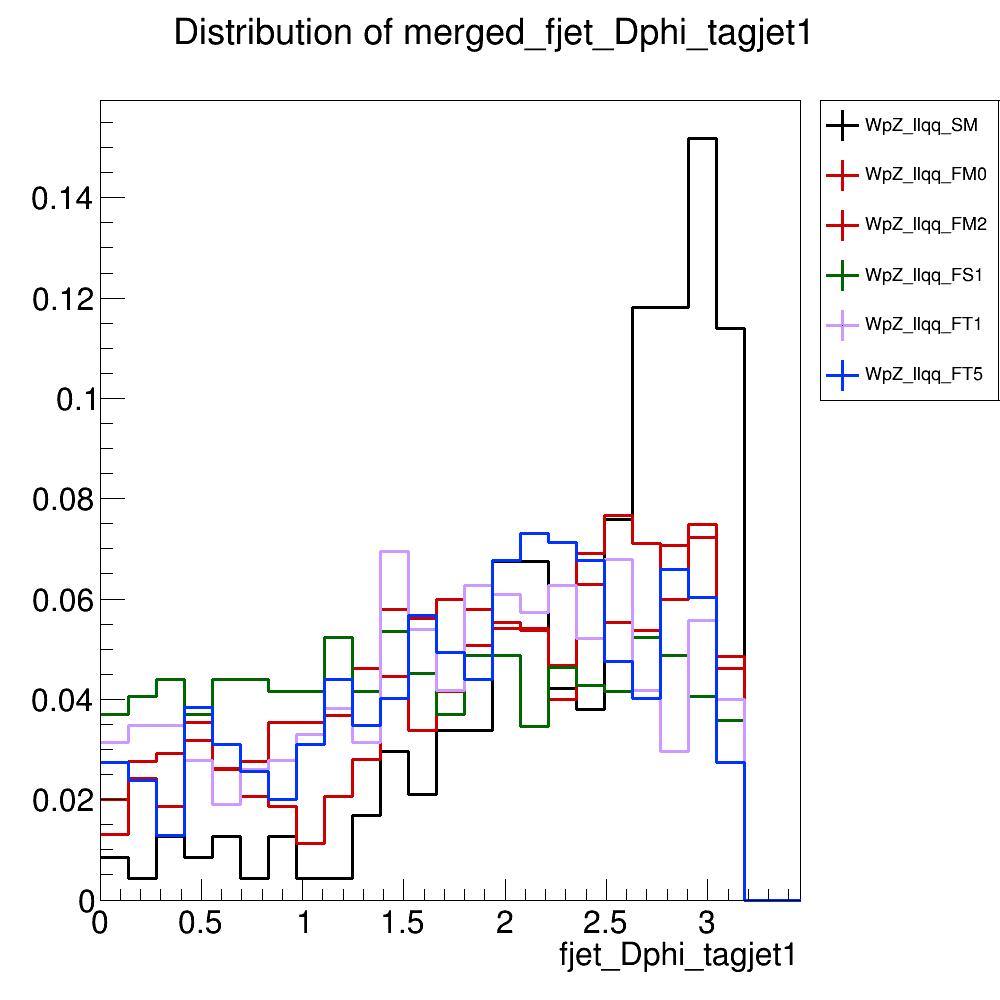 Distribution of merged_fjet_Dphi_tagjet1
WpZ_llqq_SM
WpZ_llqq_FM0
WpZ_llqq_FM2
WpZ_llqq_FS1
WpZ_llqq_FT1
WpZ_llqq_FT5
0.14
0.12
0.1
0.08
0.06
0.04
0.02
0
0 0.5 1 1.5 2 2.5 3
fjet_Dphi_tagjet1